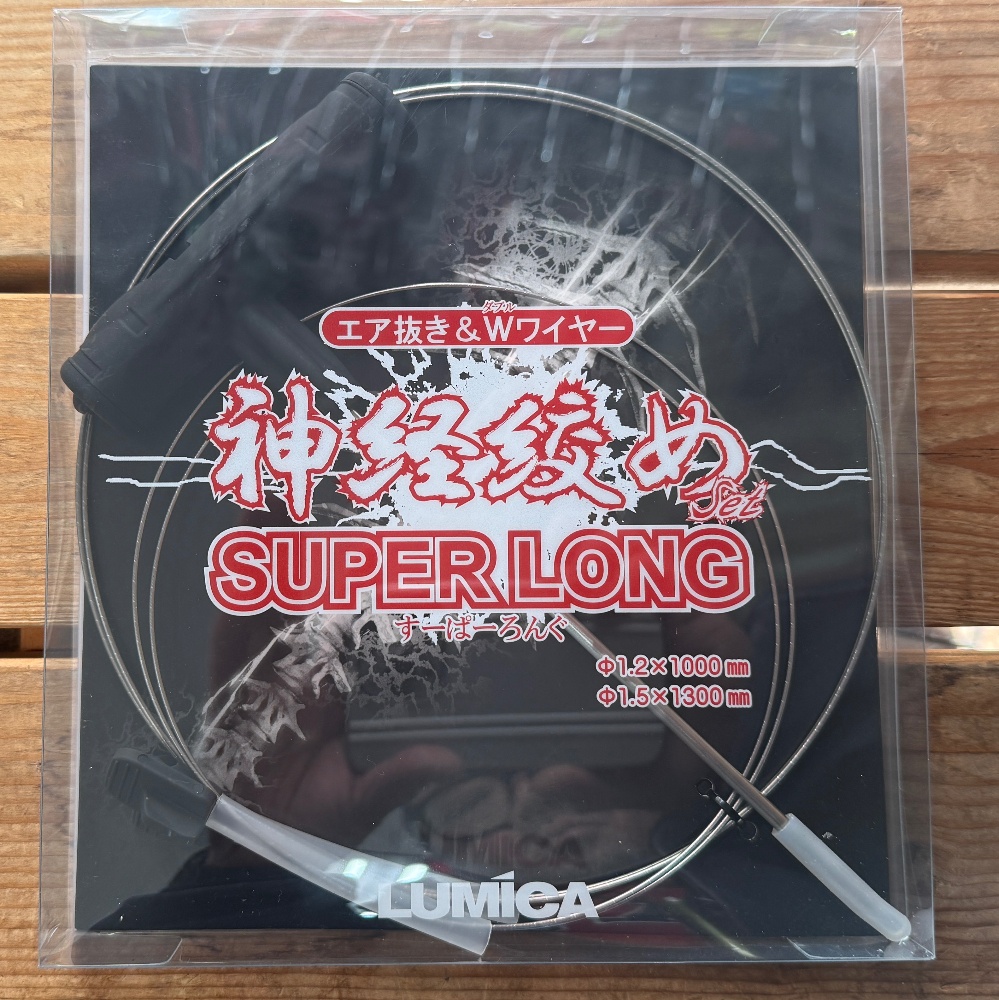 ダブル
エア抜き&Wワイヤー
神経絞め
Set
SUPER LONG
すーぱーろんぐ
Φ1.2×1000㎜
Φ1.5×1300㎜
LUMICA